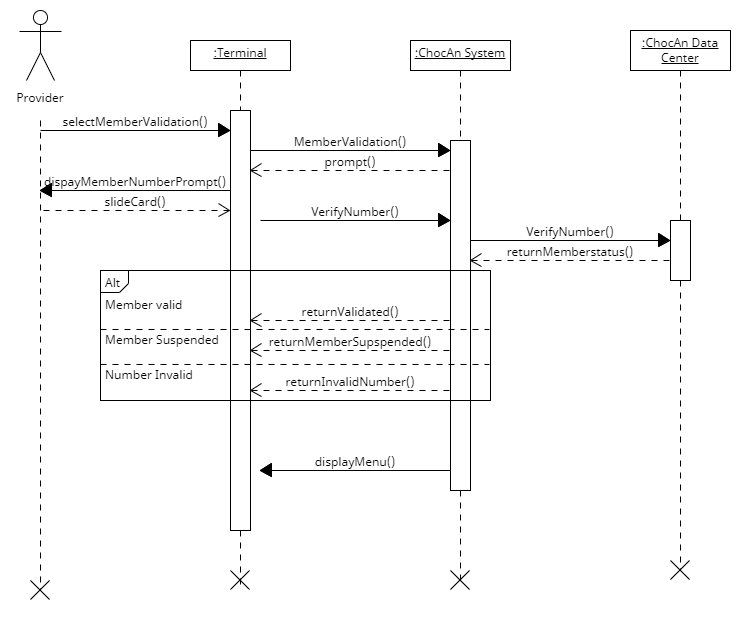 :Terminal
:ChocAn System
:ChocAn Data
Center
Provider
selectMemberValidation()
MemberValidation()
prompt()
dispayMemberNumberPrompt()
slideCard()
VerifyNumber()
VerifyNumber()
returnMemberstatus()
Alt
Member valid
returnValidated()
Member Suspended
returnMemberSupspended()
Number Invalid
returnInvalidNumber()
displayMenu()